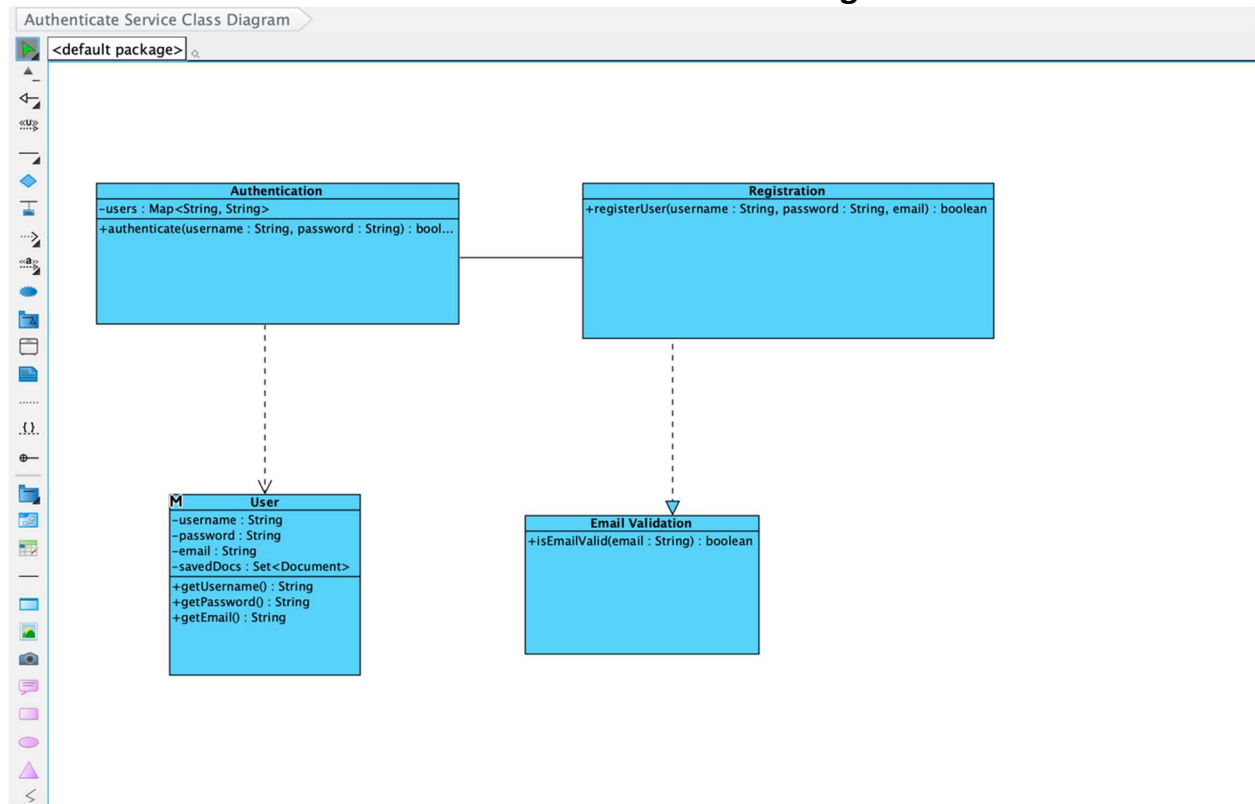 g
Authenticate Service Class Diagram
<default package>
Authentication
-users : Map<String, String>
+authenticate(username : String, password : String) : bool...
Registration
+registerUser(username : String, password : String, email) : boolean
M
User
-username : String
-password : String
-email : String
-savedDocs : Set<Document>
+getUsername() : String
+getPassword() : String
+getEmail() : String
Email Validation
+isEmailValid(email : String) : boolean
«U»
«a»
{}